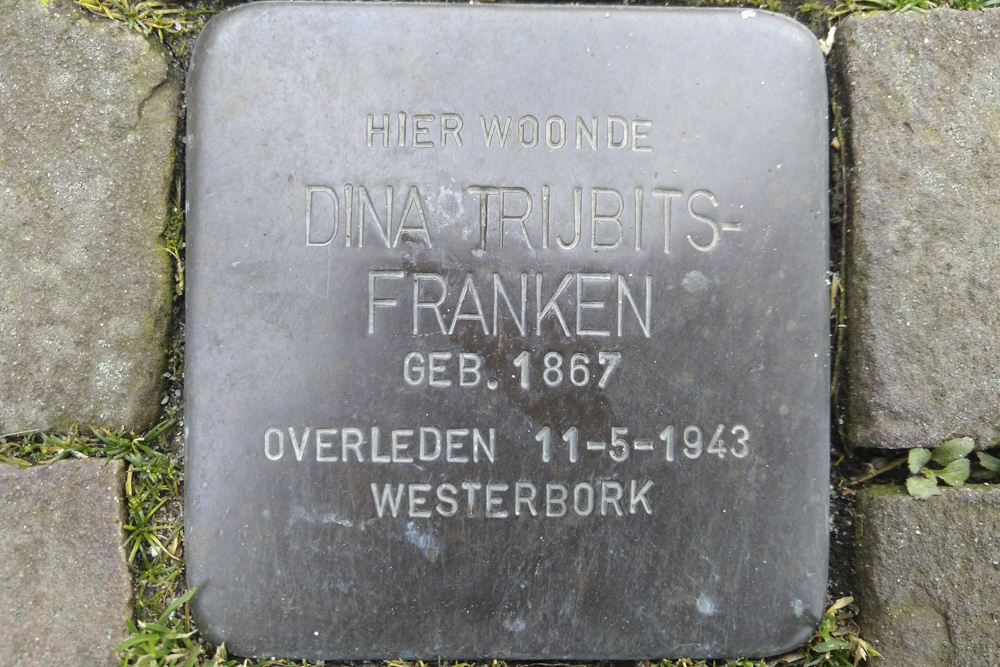 HIER WOONDE
DINA TRIJBITS-
FRANKEN
GEB. 1867
OVERLEDEN 11-5-1943
WESTERBORK